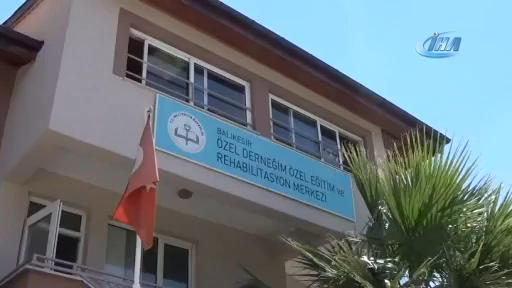 İHA
BALIKESİR
ÖZEL DERNEĞİM ÖZEL EĞİTİM ve
REHABİLİTASYON MERKEZİ